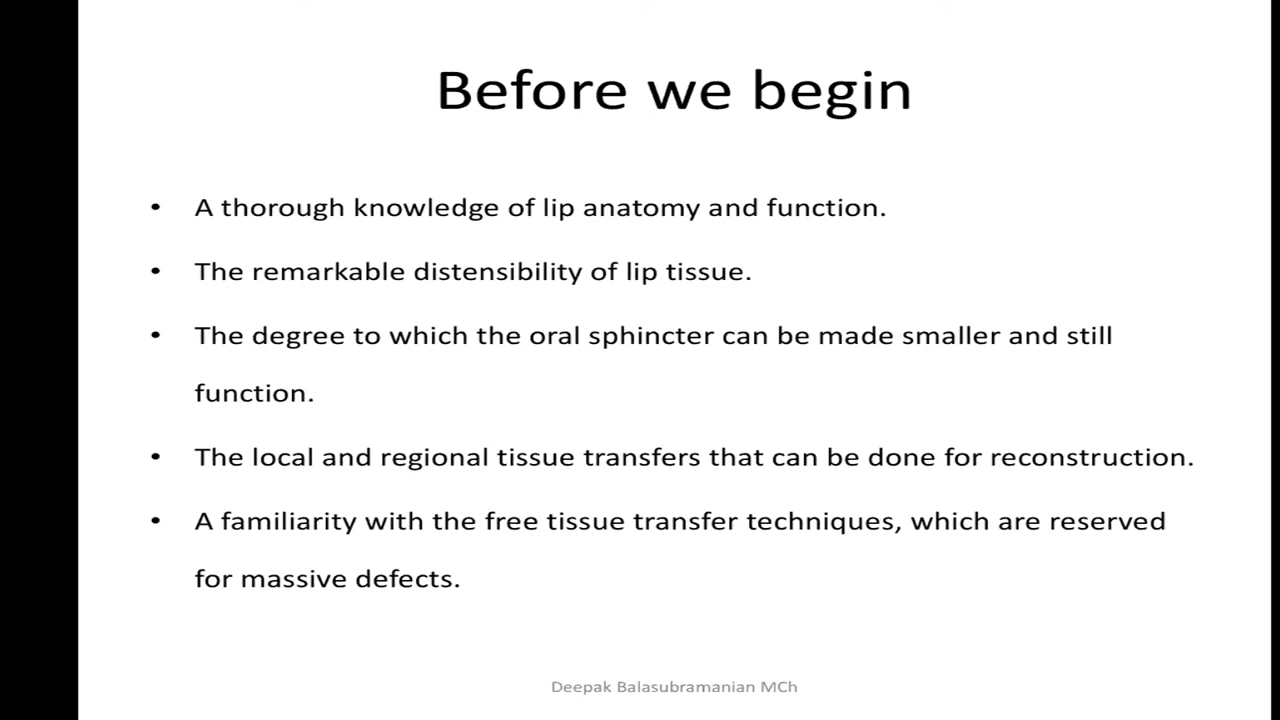 Before we begin
• A thorough knowledge of lip anatomy and function.
• The remarkable distensibility of lip tissue.
• The degree to which the oral sphincter can be made smaller and still
function.
• The local and regional tissue transfers that can be done for reconstruction.
• A familiarity with the free tissue transfer techniques, which are reserved
for massive defects.
Deepak Balasubramanian MCh